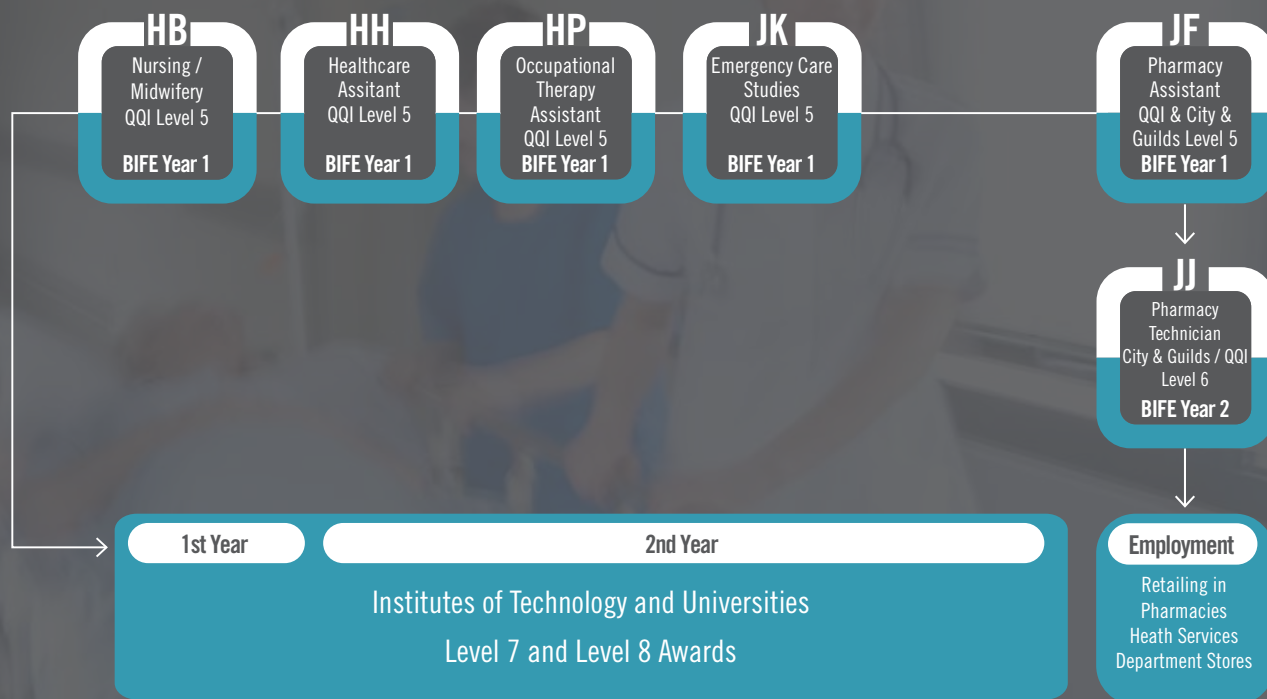 HB
Nursing /
Midwifery
QQI Level 5
BIFE Year 1
HH
Healthcare
Assitant
QQI Level 5
BIFE Year 1
HP
Occupational
Therapy
Assistant
QQI Level 5
BIFE Year 1
JK
Emergency Care
Studies
QQI Level 5
BIFE Year 1
JF
Pharmacy
Assistant
QQI & City &
Guilds Level 5
BIFE Year 1
JJ
Pharmacy
Technician
City & Guilds / QQI
Level 6
BIFE Year 2
1st Year
2nd Year
Institutes of Technology and Universities
Level 7 and Level 8 Awards
Employment
Retailing in
Pharmacies
Heath Services
Department Stores